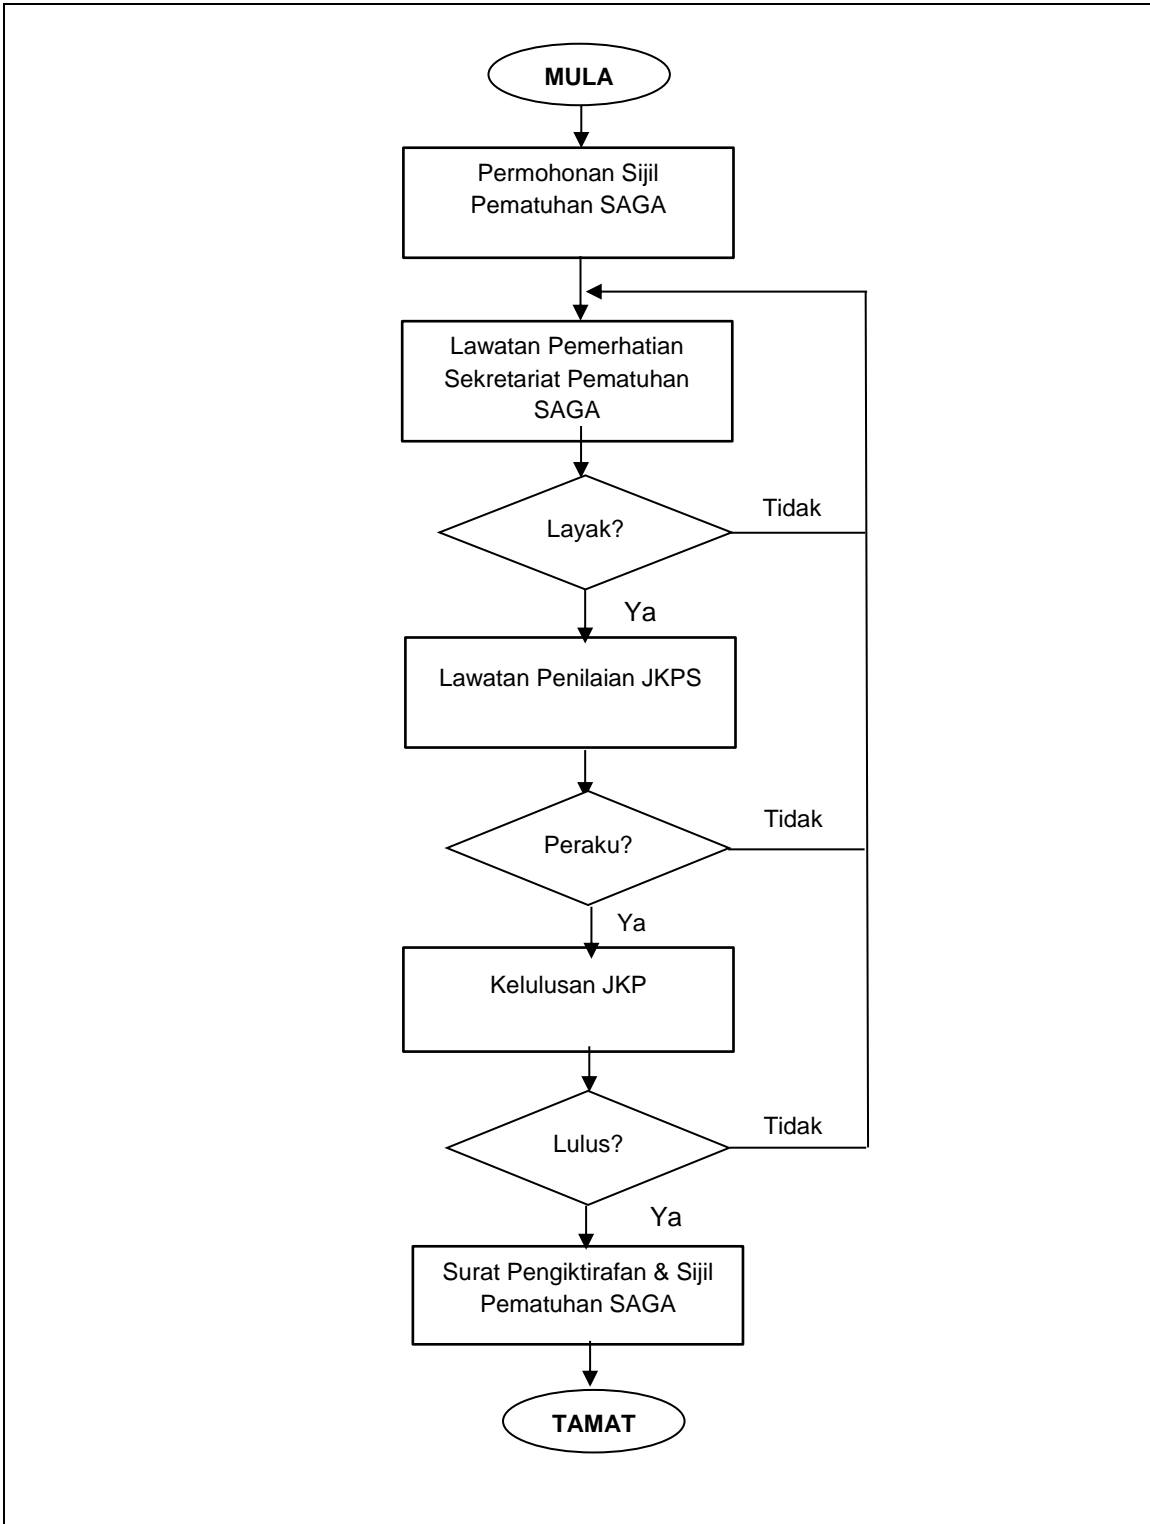 MULA
Permohonan Sijil
Pematuhan SAGA
Lawatan Pemerhatian
Sekretariat Pematuhan
SAGA
Layak?
Tidak
Ya
Lawatan Penilaian JKPS
Peraku?
Tidak
Ya
Kelulusan JKP
Lulus?
Tidak
Ya
Surat Pengiktirafan & Sijil
Pematuhan SAGA
TAMAT